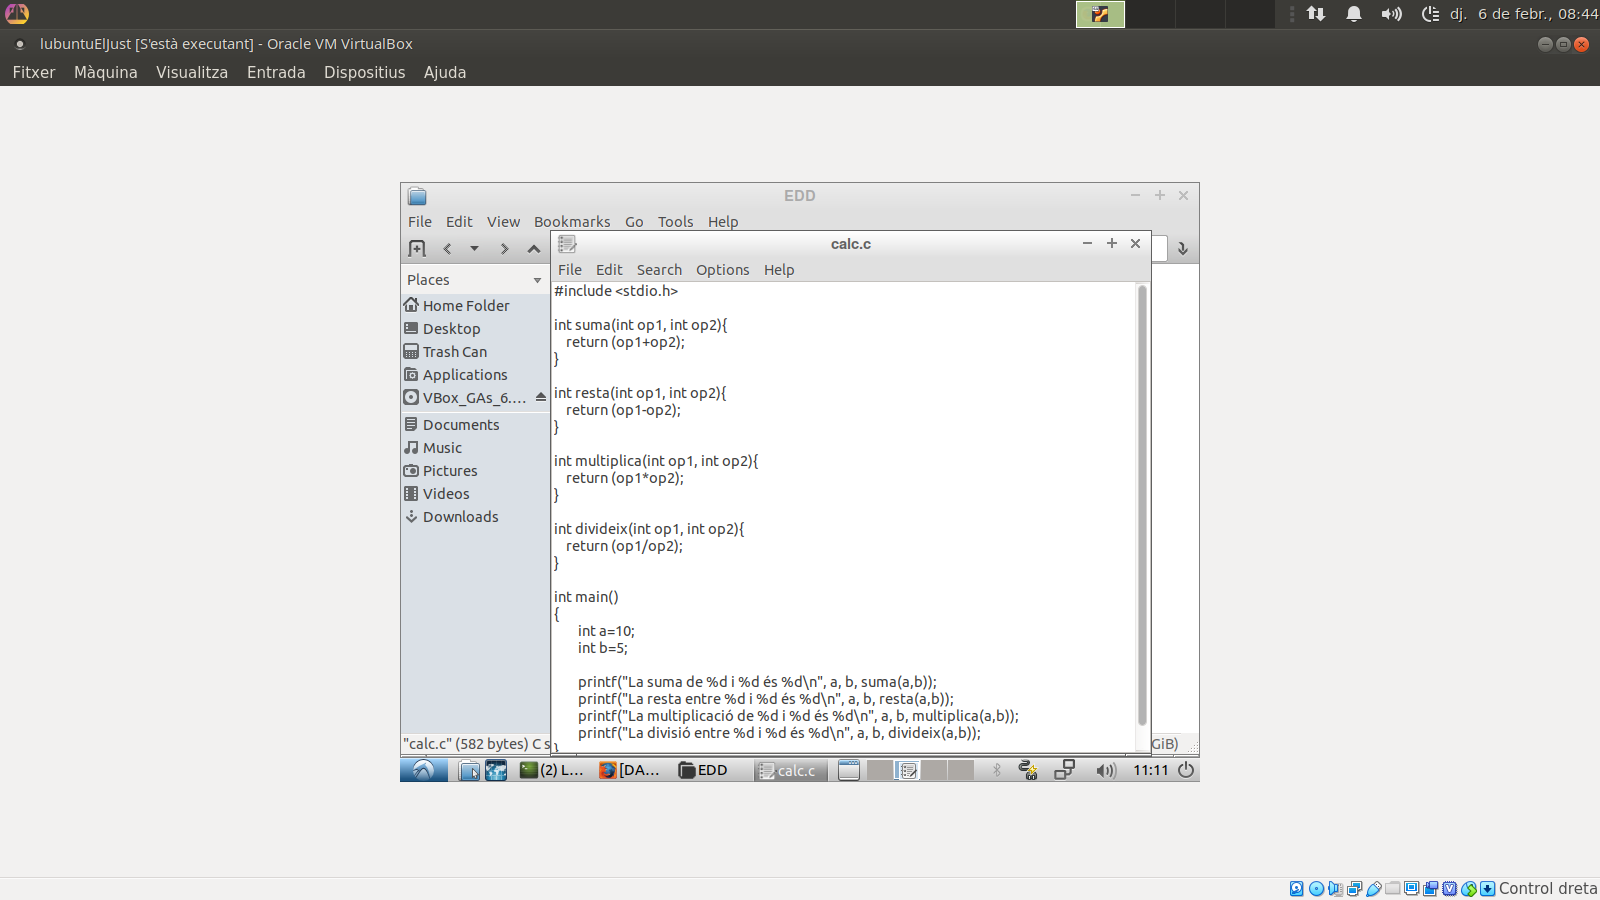 dj. 6 de febr., 08:44
lubuntuElJust [S'està executant] - Oracle VM VirtualBox
Fitxer Màquina Visualitza Entrada Dispositius Ajuda
EDD
File Edit View Bookmarks Go Tools Help
calc.c
File Edit Search Options Help
Places
Home Folder
Desktop
Trash Can
Applications
VBox_GAs_6....
Documents
Music
Pictures
Videos
Downloads
#include <stdio.h>
int suma(int op1, int op2){
return (op1+op2);
}
int resta(int op1, int op2){
return (op1-op2);
}
int multiplica(int op1, int op2){
return (op1*op2);
}
int divideix(int op1, int op2){
return (op1/op2);
}
int main()
{
int a=10;
int b=5;
printf("La suma de %d i %d és %d\n", a, b, suma(a,b));
printf("La resta entre %d i %d és %d\n", a, b, resta(a,b));
printf("La multiplicació de %d i %d és %d\n", a, b, multiplica(a,b));
printf("La divisió entre %d i %d és %d\n", a, b, divideix(a,b));
}
"calc.c" (582 bytes) C s
GiB)
(2) L... [DA... EDD calc.c 11:11
Control dreta